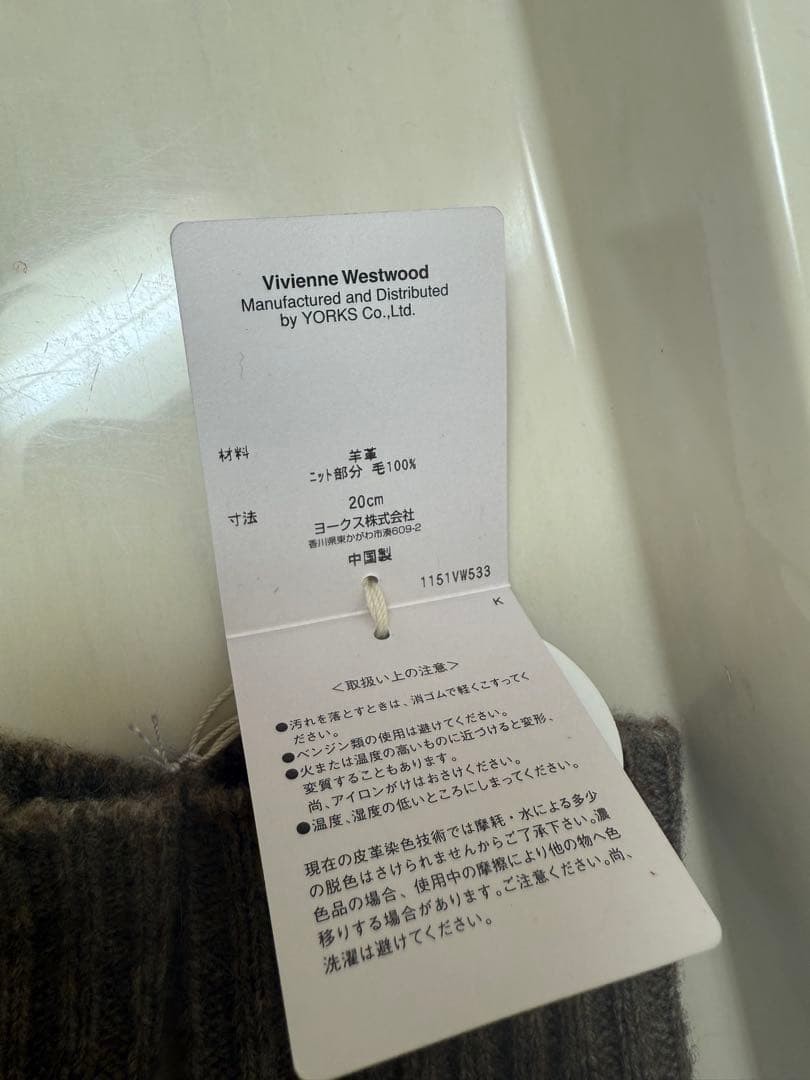 Vivienne Westwood
Manufactured and Distributed
by YORKS Co.,Ltd.
材料 羊革
ニット部分 毛100%
寸法 20cm
ヨークス株式会社
香川県東かがわ市湊609-2
中国製
1151VW533
K
<取扱い上の注意>
●汚れを落とすときは、消ゴムで軽くこすってく
ださい。
●ベンジン類の使用は避けてください。
●火または温度の高いものに近づけると変形、
変質することもあります。
尚、アイロンがけはおさけください。
●温度、湿度の低いところにしまってください。
現在の皮革染色技術では摩耗・水による多少
の脱色はさけられませんからご了承下さい。濃
色品の場合、使用中の摩擦により他の物へ色
移りする場合があります。ご注意ください。尚、
洗濯は避けてください。